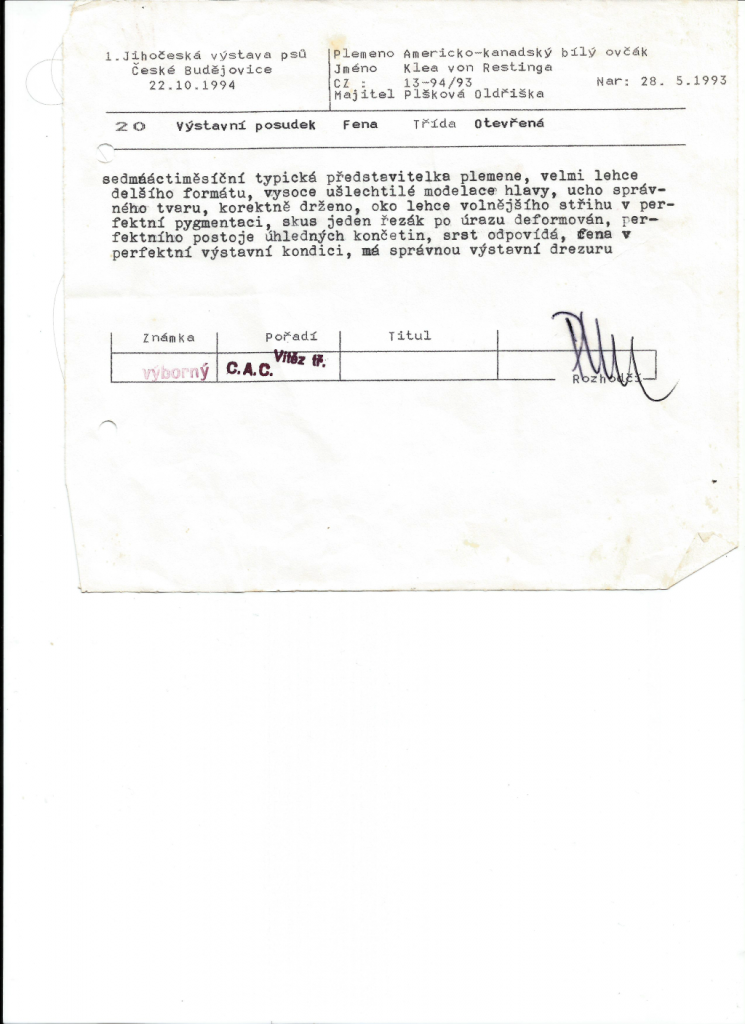 1.Jihočeská výstava psů
České Budějovice
22.10.1994
Plemeno Americko-kanadský bílý ovčák
Jméno Klea von Restinga
CZ : 13-94/93 Nar: 28. 5.1993
Majitel Plšková Oldřiška
20 Výstavní posudek Fena Třída Otevřená
sedmááctiměsíční typická představitelka plemene, velmi lehce
delšího formátu, vysoce ušlechtilé modelace hlavy, ucho správ-
ného tvaru, korektně drženo, oko lehce volnějšího střihu v per-
fektní pygmentaci, skus jeden řezák po úrazu deformován, per-
fektního postoje úhledných končetin, srst odpovídá, fena v
perfektní výstavní kondici, má správnou výstavní drezuru
Známka Pořadí Titul
výborný C.A.C. Vítěz tř.
Rozhodčí